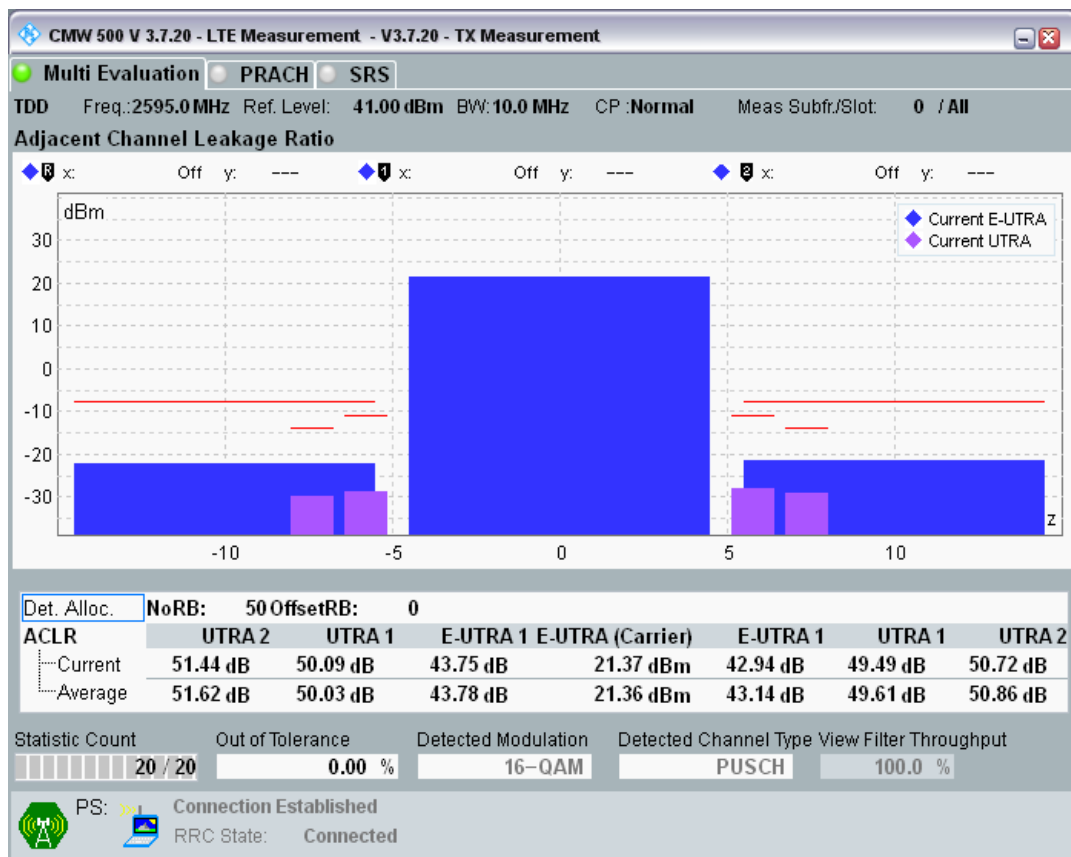 CMW 500 V 3.7.20 - LTE Measurement - V3.7.20 - TX Measurement
Multi Evaluation PRACH SRS
TDD Freq.:2595.0 MHz Ref. Level: 41.00 dBm BW:10.0 MHz CP :Normal Meas Subfr./Slot: 0 / All
Adjacent Channel Leakage Ratio
R x: Off y: --- 1 x: Off y: --- 2 x: Off y: ---
dBm
Current E-UTRA
Current UTRA
30
20
10
0
-10
-20
-30
z
-10 -5 0 5 10
Det. Alloc. NoRB: 50 OffsetRB: 0
ACLR UTRA 2 UTRA 1 E-UTRA 1 E-UTRA (Carrier) E-UTRA 1 UTRA 1 UTRA 2
Current 51.44 dB 50.09 dB 43.75 dB 21.37 dBm 42.94 dB 49.49 dB 50.72 dB
Average 51.62 dB 50.03 dB 43.78 dB 21.36 dBm 43.14 dB 49.61 dB 50.86 dB
Statistic Count Out of Tolerance Detected Modulation Detected Channel Type View Filter Throughput
20 / 20 0.00 % 16-QAM PUSCH 100.0 %
PS: Connection Established
RRC State: Connected